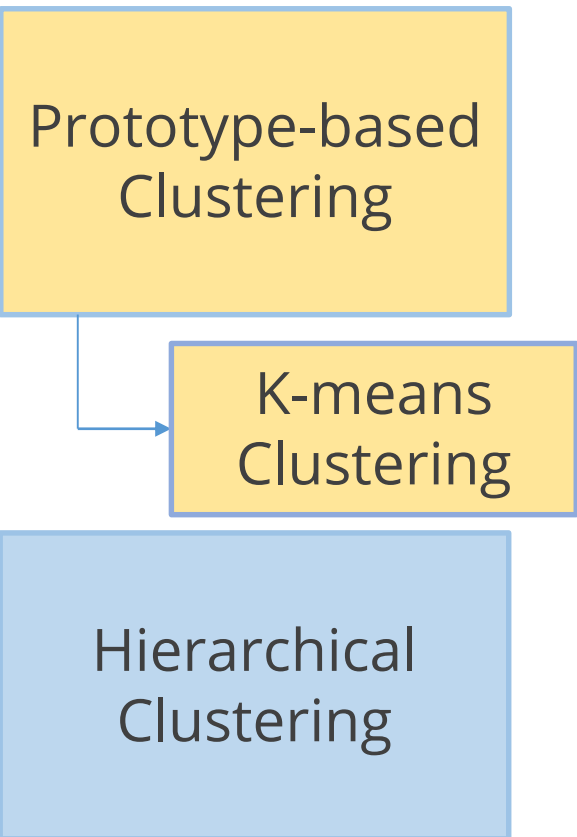 Prototype-based
Clustering
K-means
Clustering
Hierarchical
Clustering